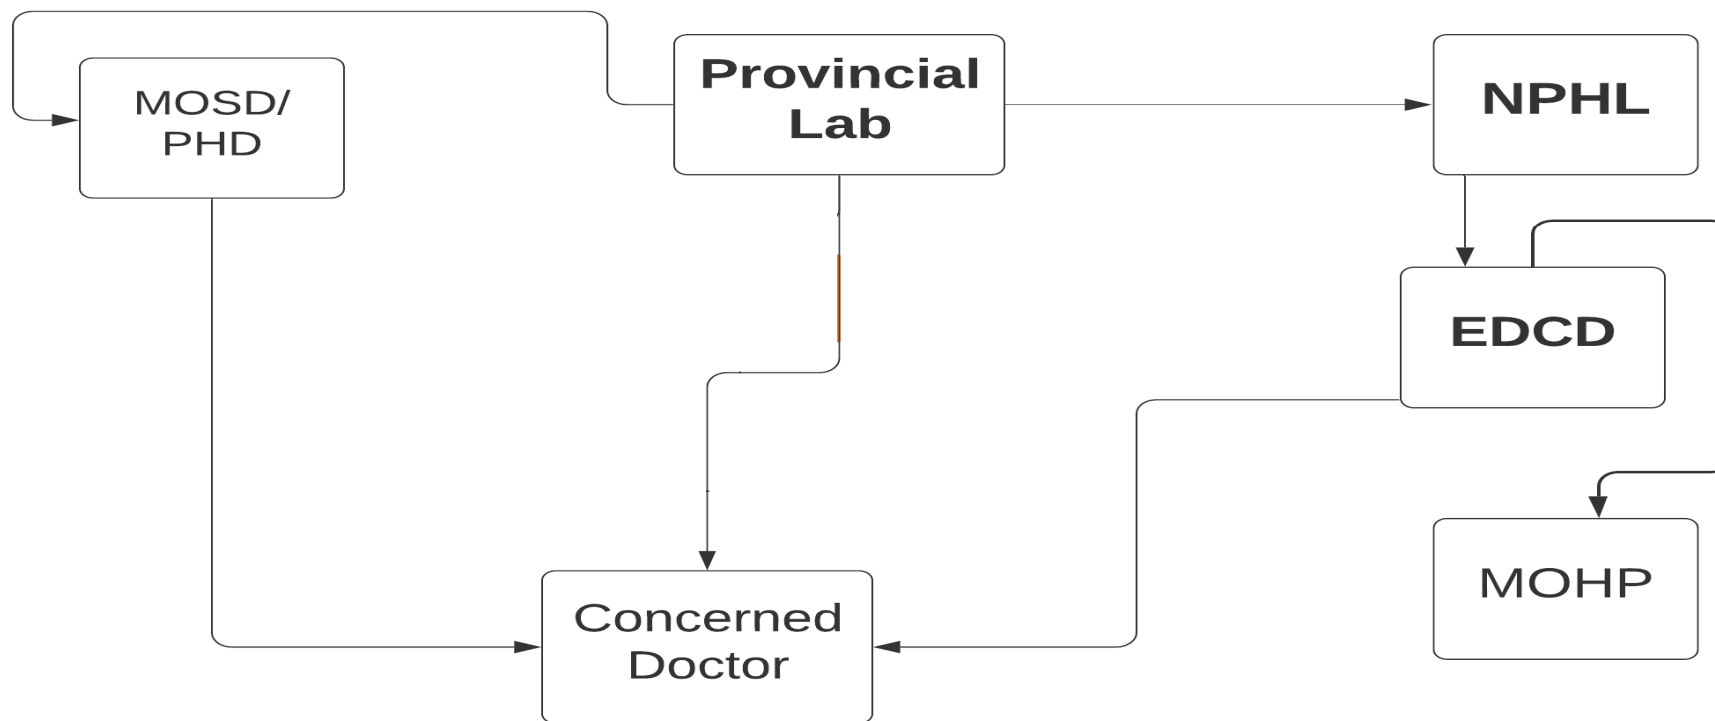 Provincial
Lab
NPHL
MOSD/
PHD
EDCD
MOHP
Concerned
Doctor